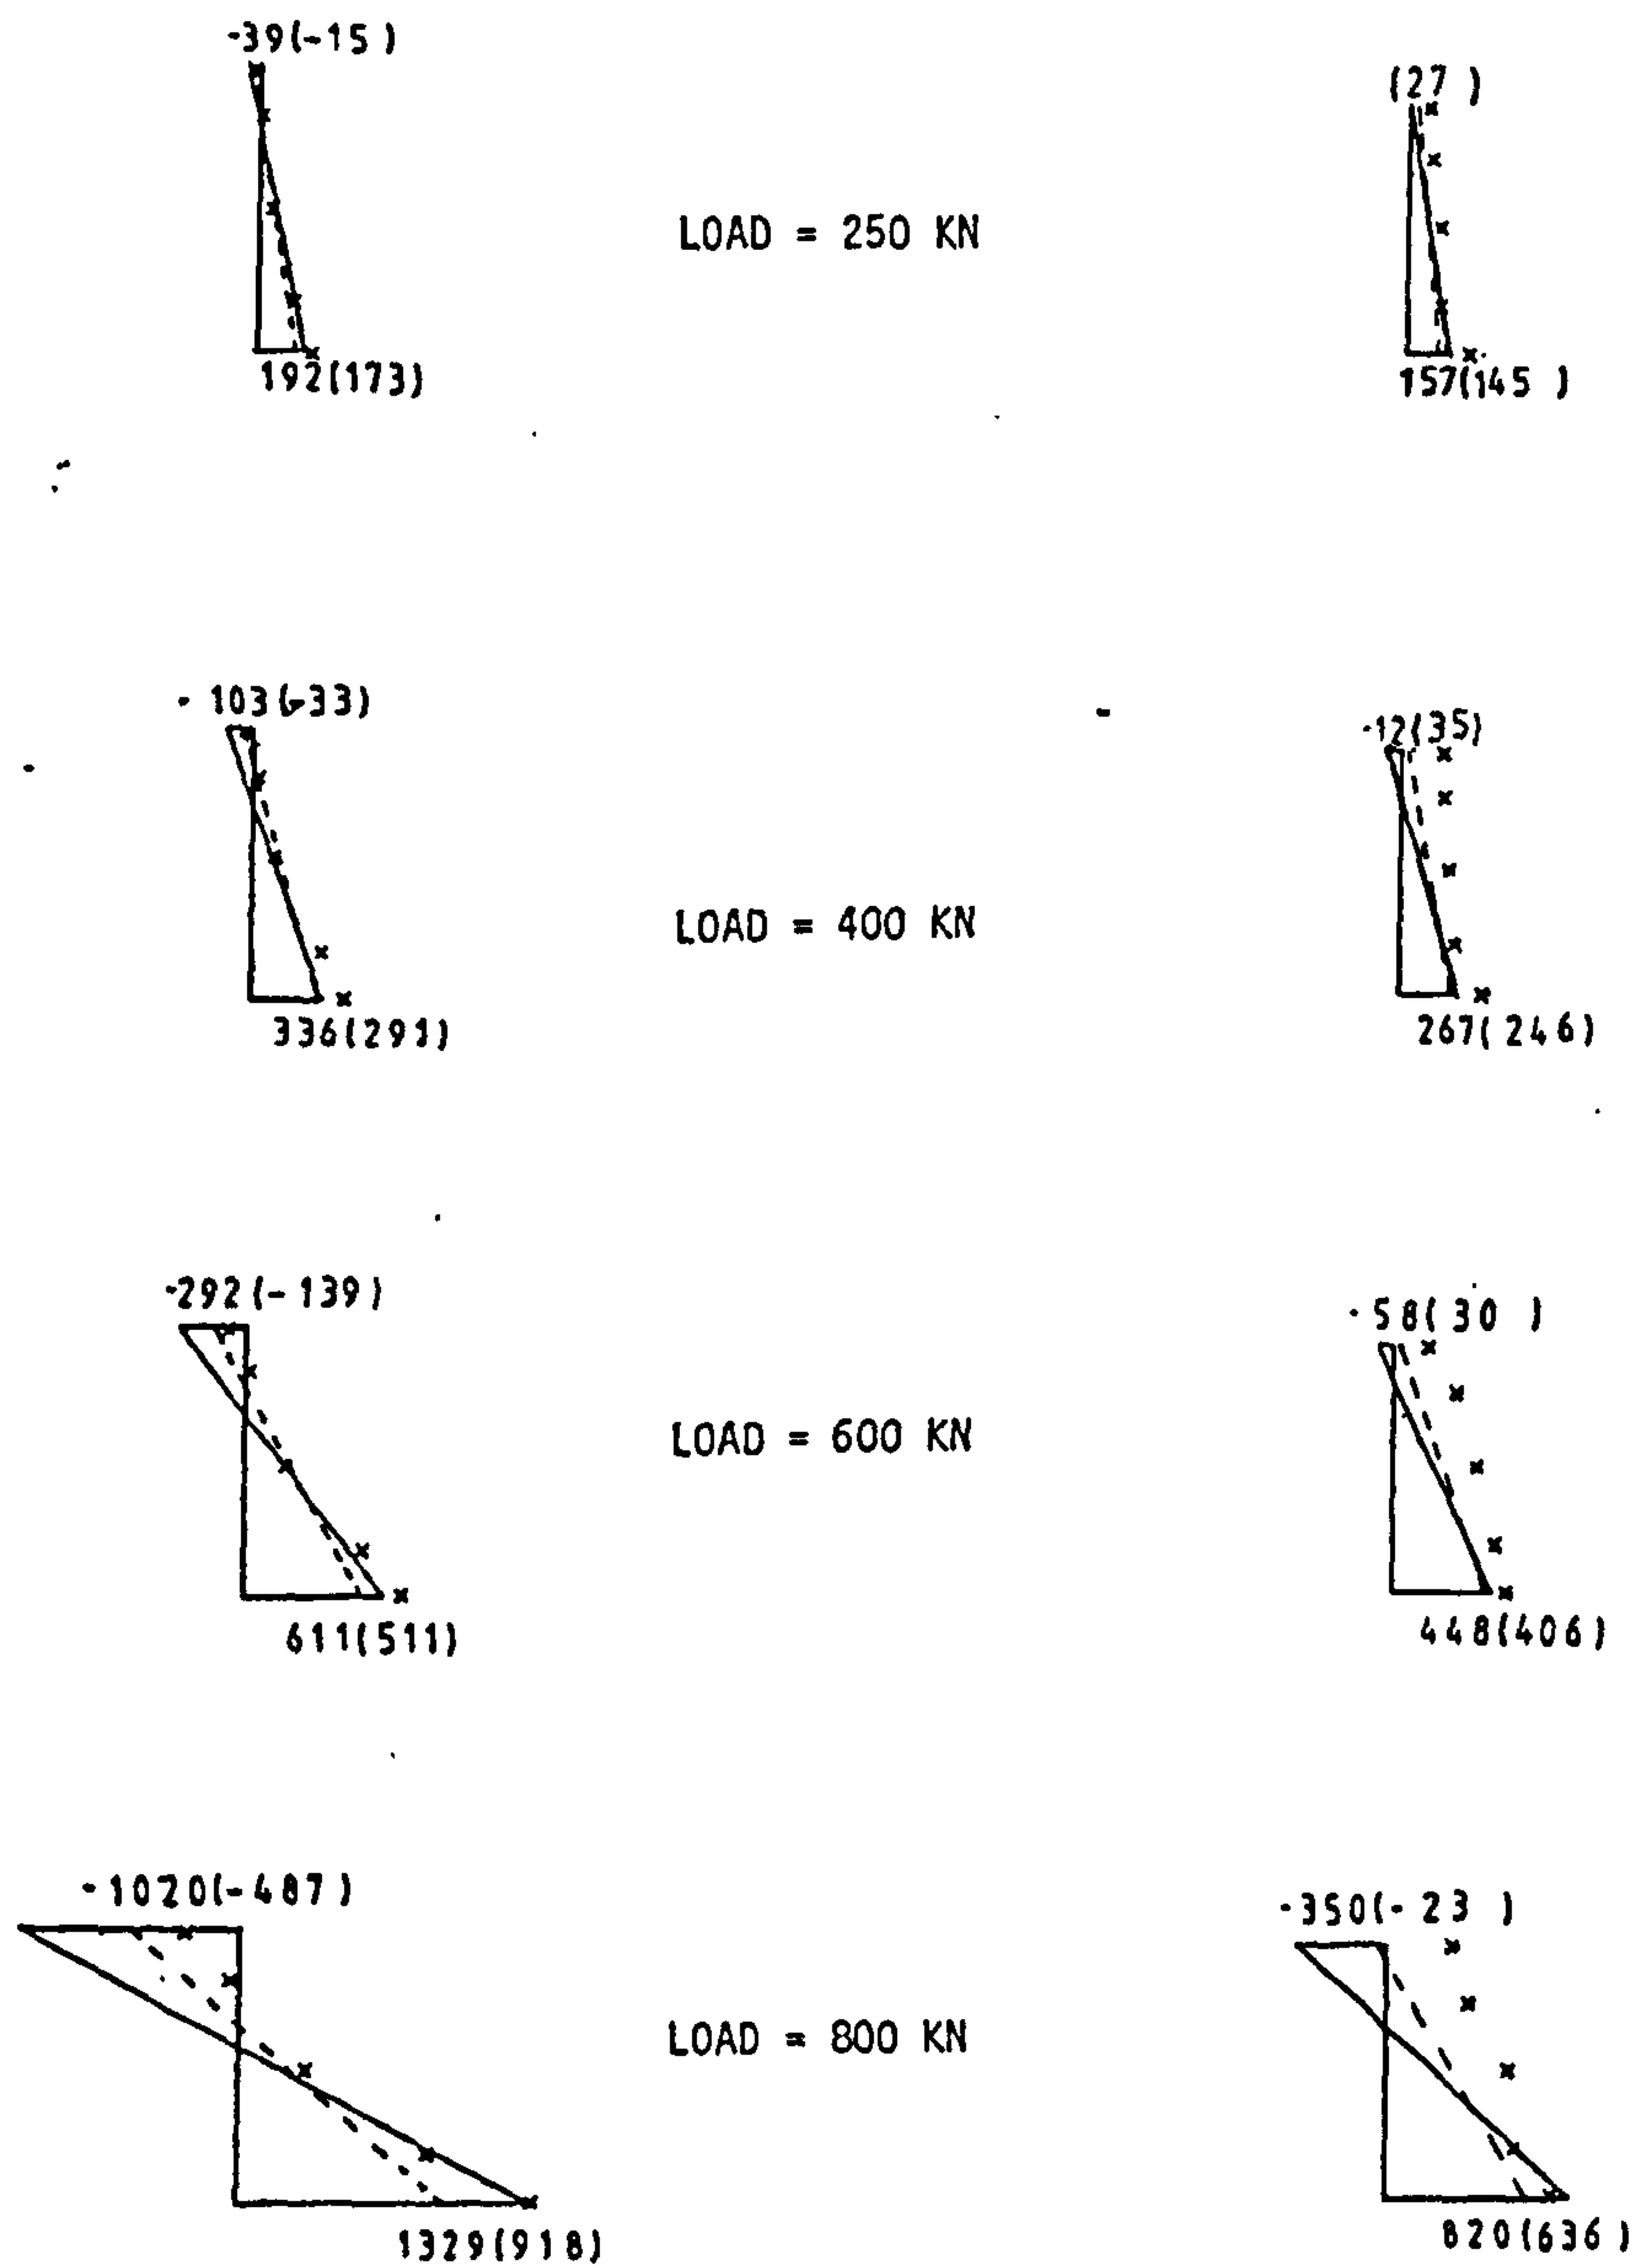 -39(-15 )
(27 )
LOAD = 250 KN
192(173)
157(145 )
- 103(-33)
-12(35)
LOAD = 400 KN
336(291)
267( 246)
-292(- 139)
- 58( 30 )
LOAD = 600 KN
611(511)
448(406)
-1020(-487)
-350(- 23 )
LOAD = 800 KN
1329(918)
820(636)